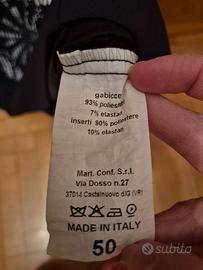 gabicce
93% poliestere
7% elastan
inserti 90% poliestere
10% elastan
Mart. Conf. S.r.l.
Via Dosso n.27
37014 Castelnuovo d/G (VR)
MADE IN ITALY
50
subito